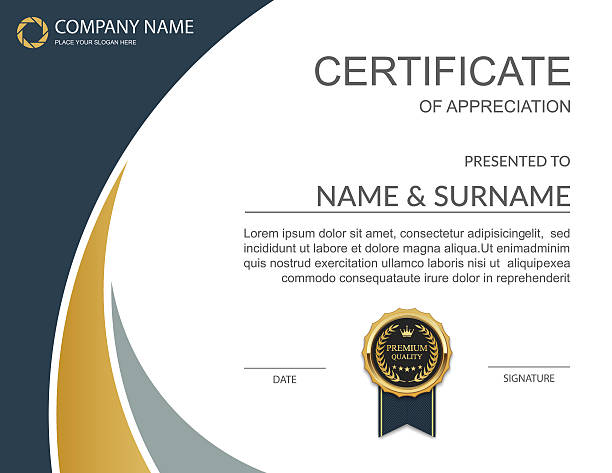 COMPANY NAME
PLACE YOUR SLOGAN HERE
CERTIFICATE
OF APPRECIATION
PRESENTED TO
NAME & SURNAME
Lorem ipsum dolor sit amet, consectetur adipisicingelit, sed
incididunt ut labore et dolore magna aliqua.Ut enimminim
quis nostrud exercitation ullamco laboris nisi ut aliquipexea
commodo consequataute irure dolor in reprehenderit
PREMIUM
QUALITY
DATE
SIGNATURE